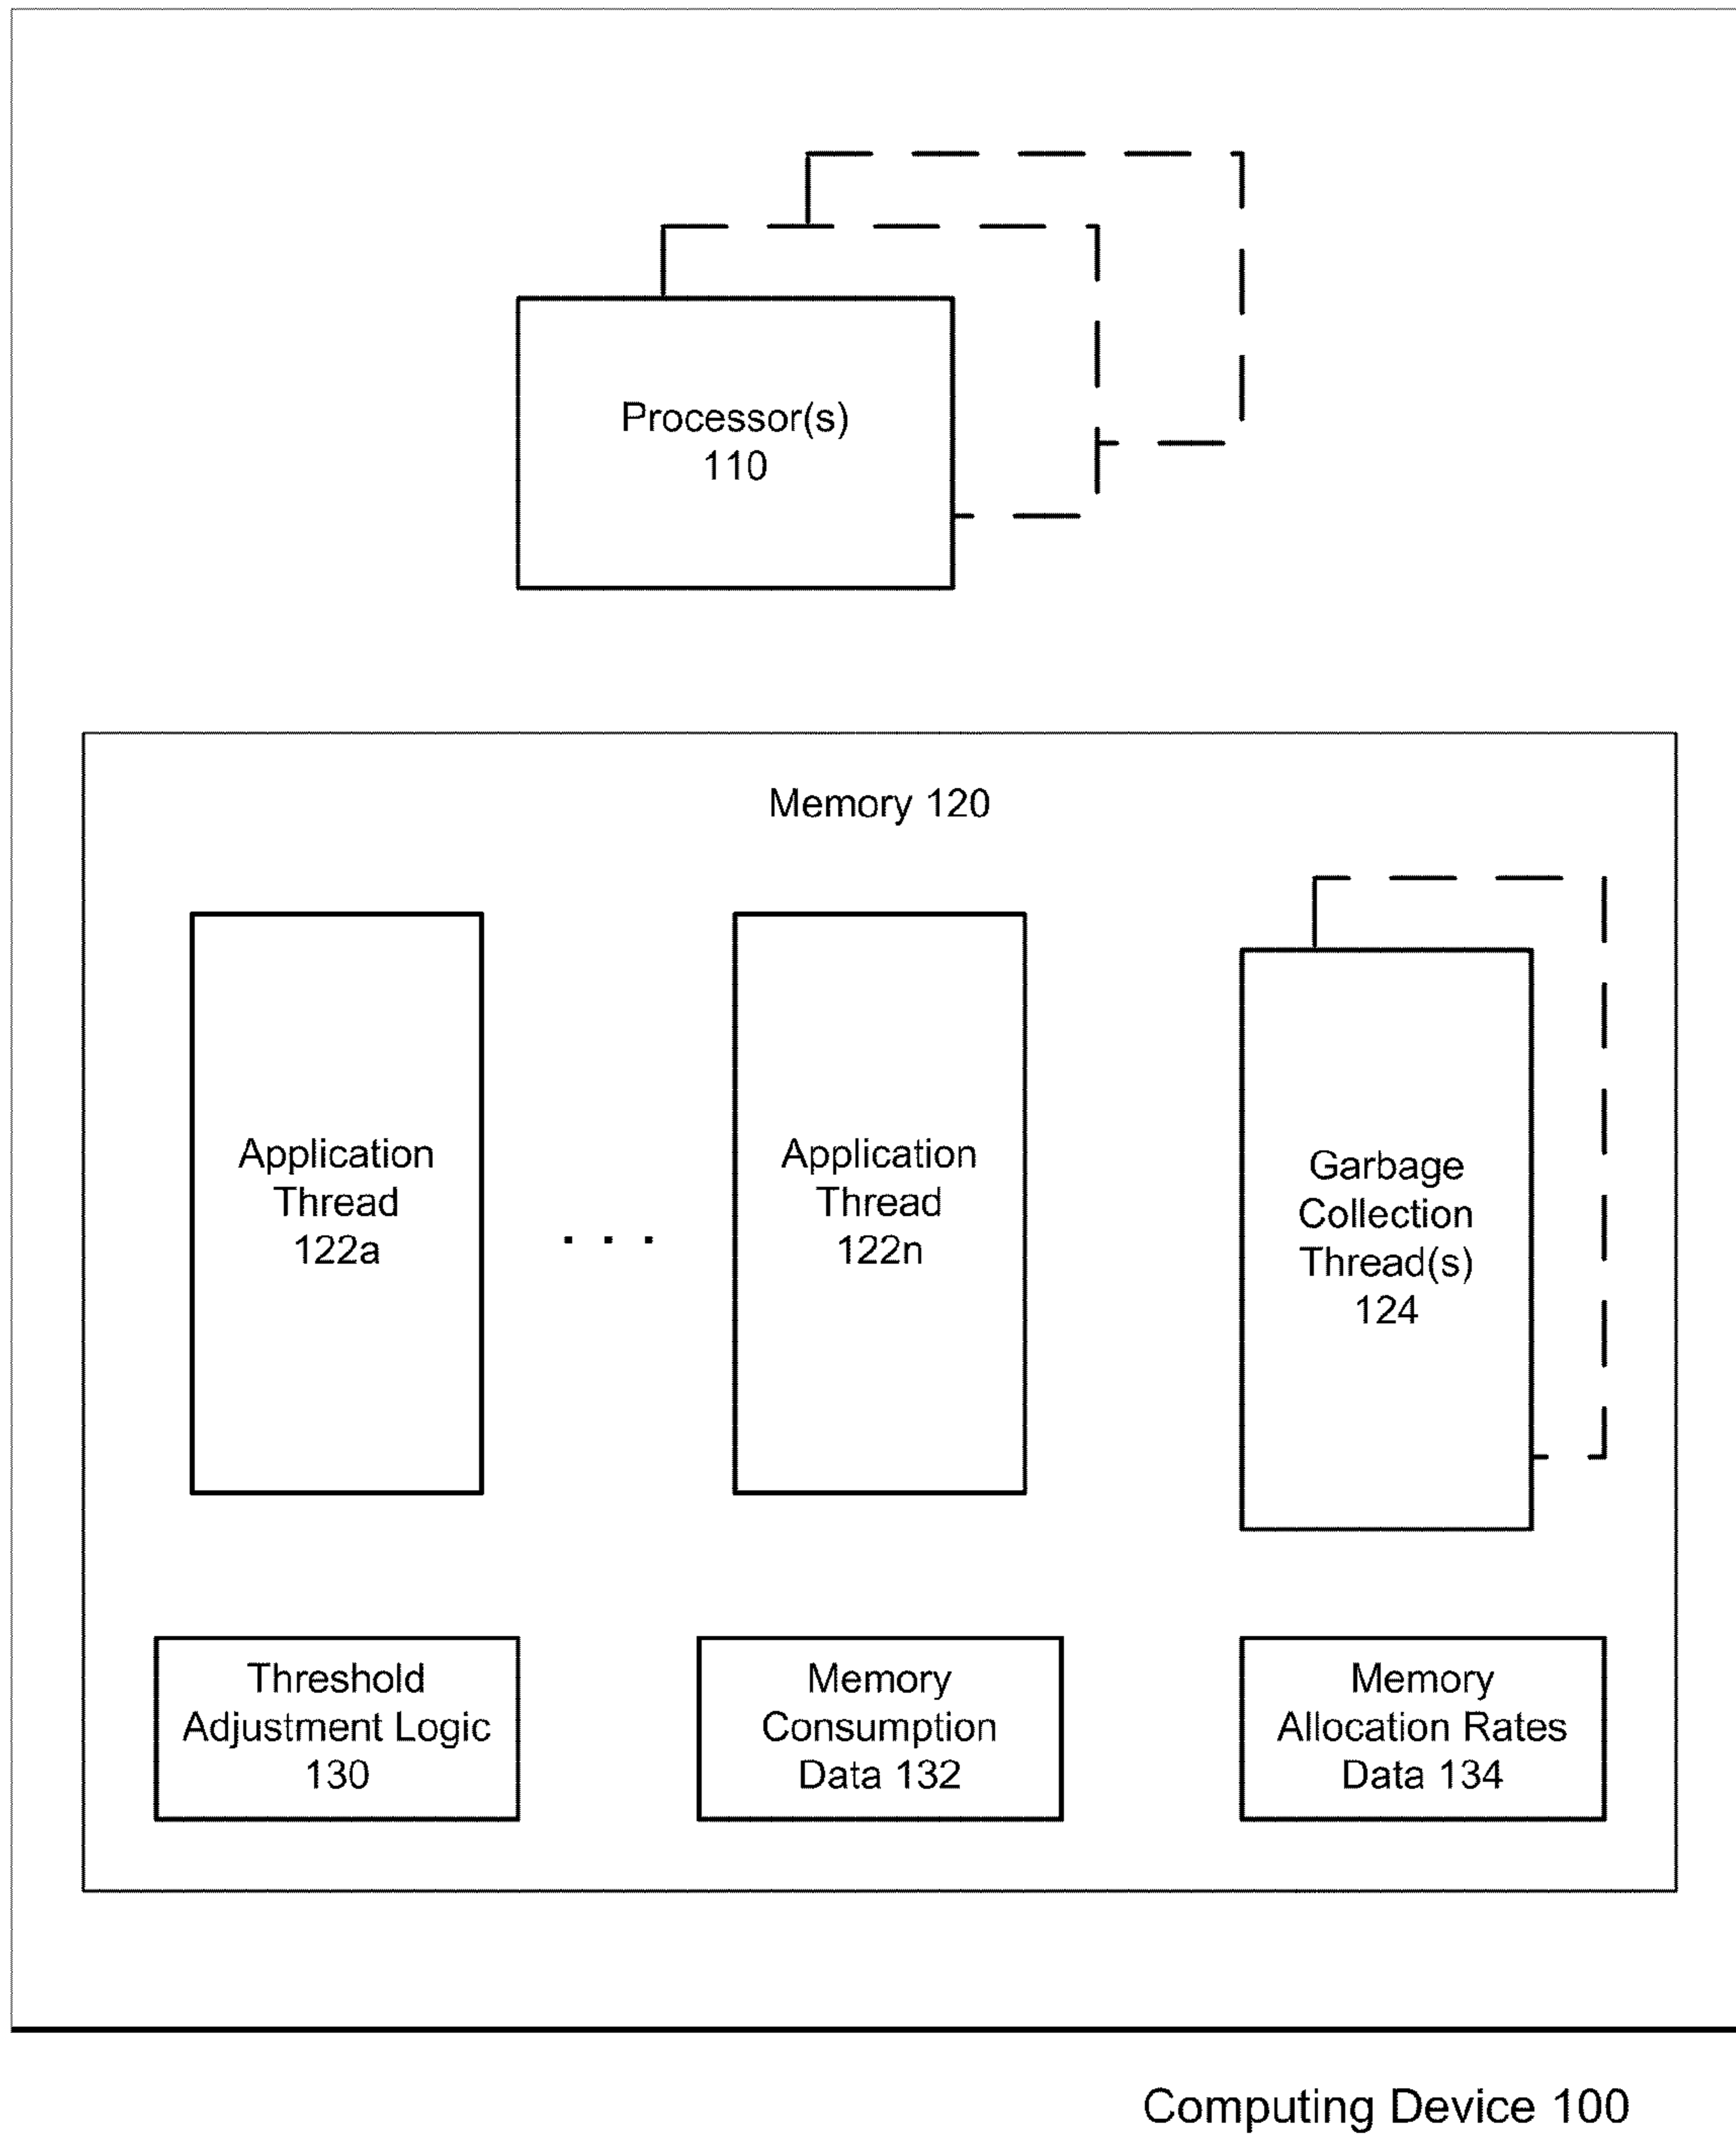 Processor(s)
110
Memory 120
Application
Thread
122a
. . .
Application
Thread
122n
Garbage
Collection
Thread(s)
124
Threshold
Adjustment Logic
130
Memory
Consumption
Data 132
Memory
Allocation Rates
Data 134
Computing Device 100